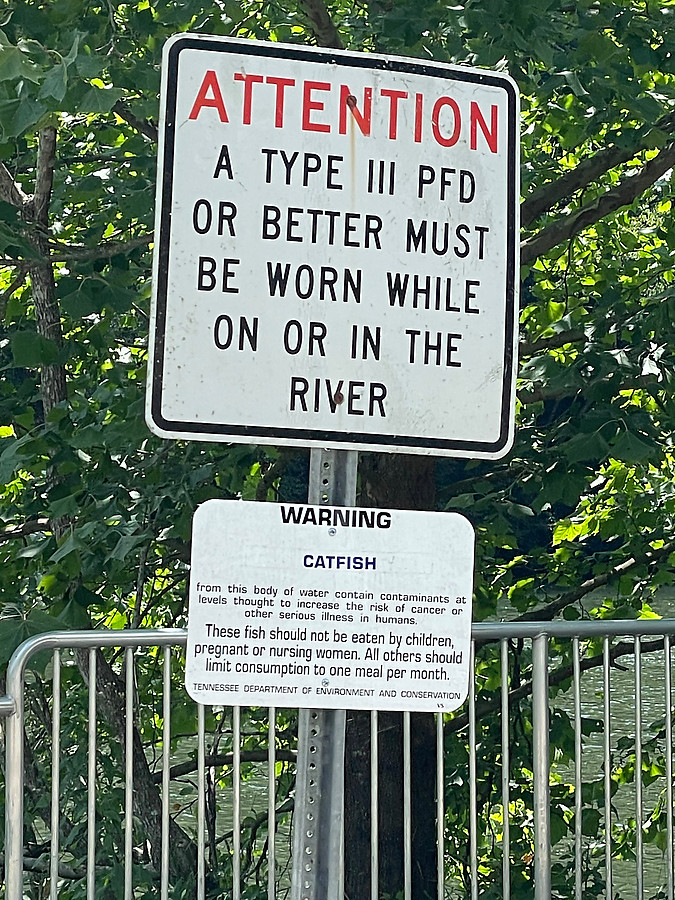 ATTENTION
A TYPE III PFD
OR BETTER MUST
BE WORN WHILE
ON OR IN THE
RIVER
WARNING
CATFISH
from this body of water contain contaminants at
levels thought to increase the risk of cancer or
other serious illness in humans.
These fish should not be eaten by children,
pregnant or nursing women. All others should
limit consumption to one meal per month.
TENNESSEE DEPARTMENT OF ENVIRONMENT AND CONSERVATION